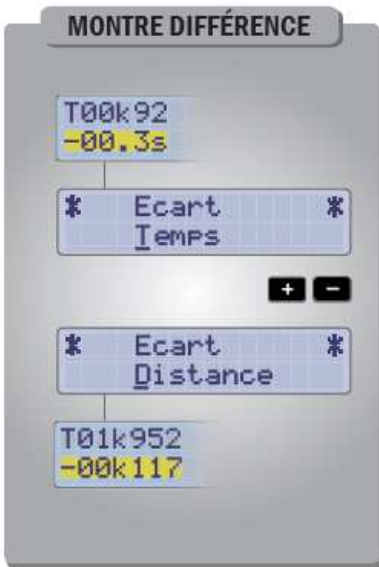 MONTRE DIFFÉRENCE
T00k92
-00.3s
* Ecart *
Temps
+ -
* Ecart *
Distance
T01k952
-00k117